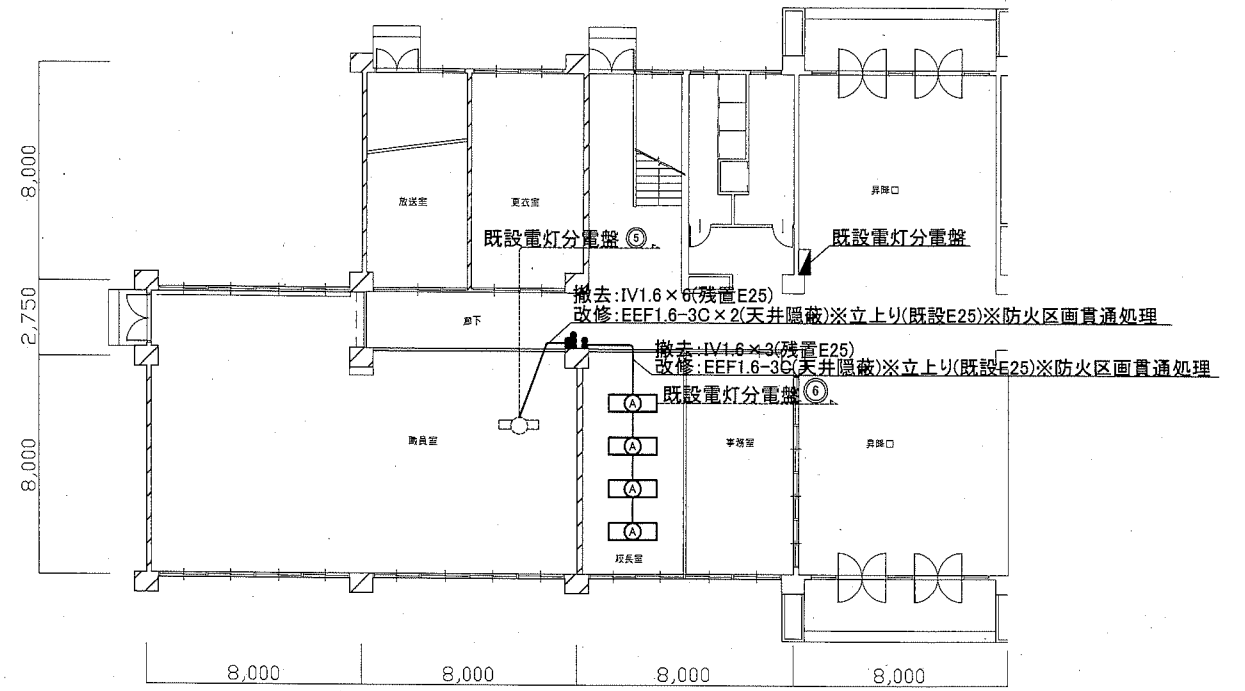 8,000
2,750
8,000
放送室
更衣室
昇降口
既設電灯分電盤 ⑤
既設電灯分電盤
撤去:IV1.6×6(残置E25)
改修:EEF1.6-3C×2(天井隠蔽)※立上り(既設E25)※防火区画貫通処理
廊下
撤去:IV1.6×3(残置E25)
改修:EEF1.6-3C(天井隠蔽)※立上り(既設E25)※防火区画貫通処理
既設電灯分電盤 ⑥
A
A
A
A
職員室
事務室
昇降口
校長室
8,000
8,000
8,000
8,000